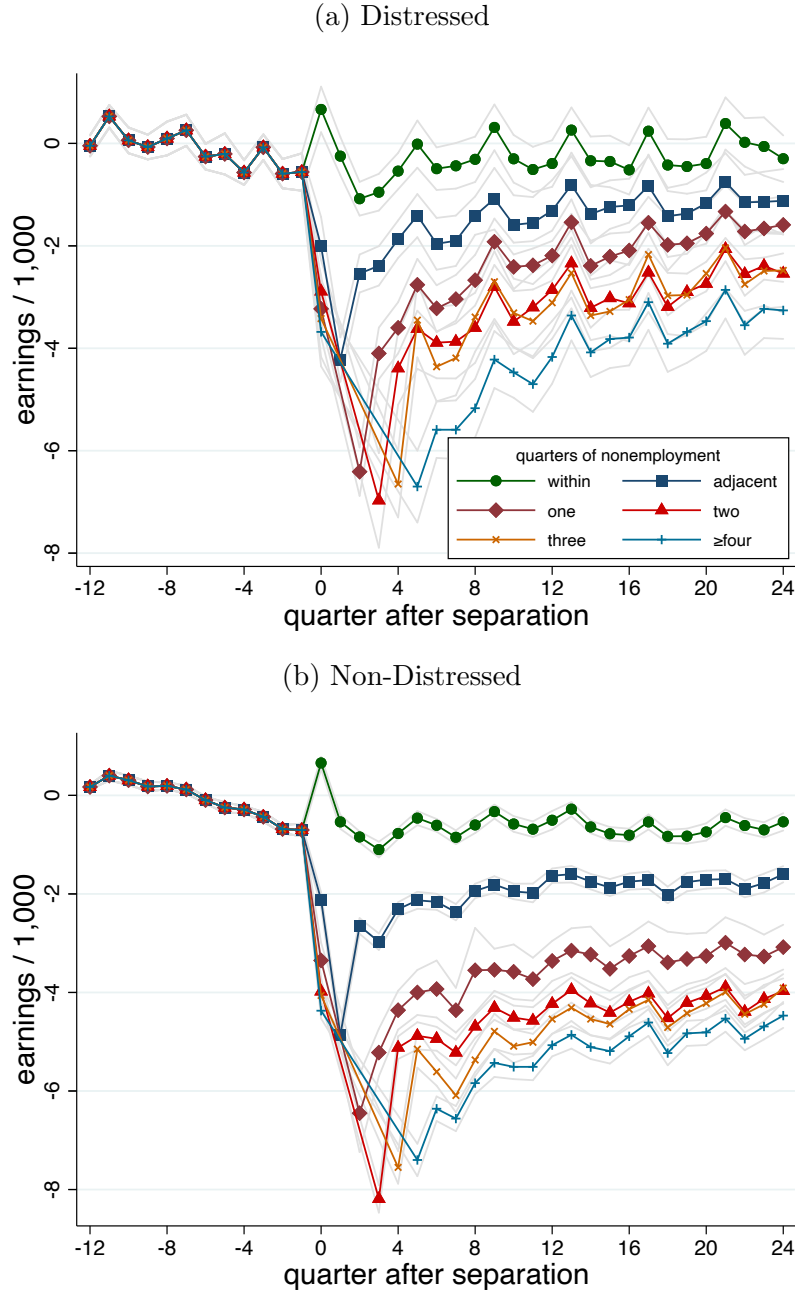 (a) Distressed
0
-2
-4
-6
-8
earnings / 1,000
quarters of nonemployment
within adjacent
one two
three ≥four
-12 -8 -4 0 4 8 12 16 20 24
quarter after separation
(b) Non-Distressed
0
-2
-4
-6
-8
earnings / 1,000
-12 -8 -4 0 4 8 12 16 20 24
quarter after separation